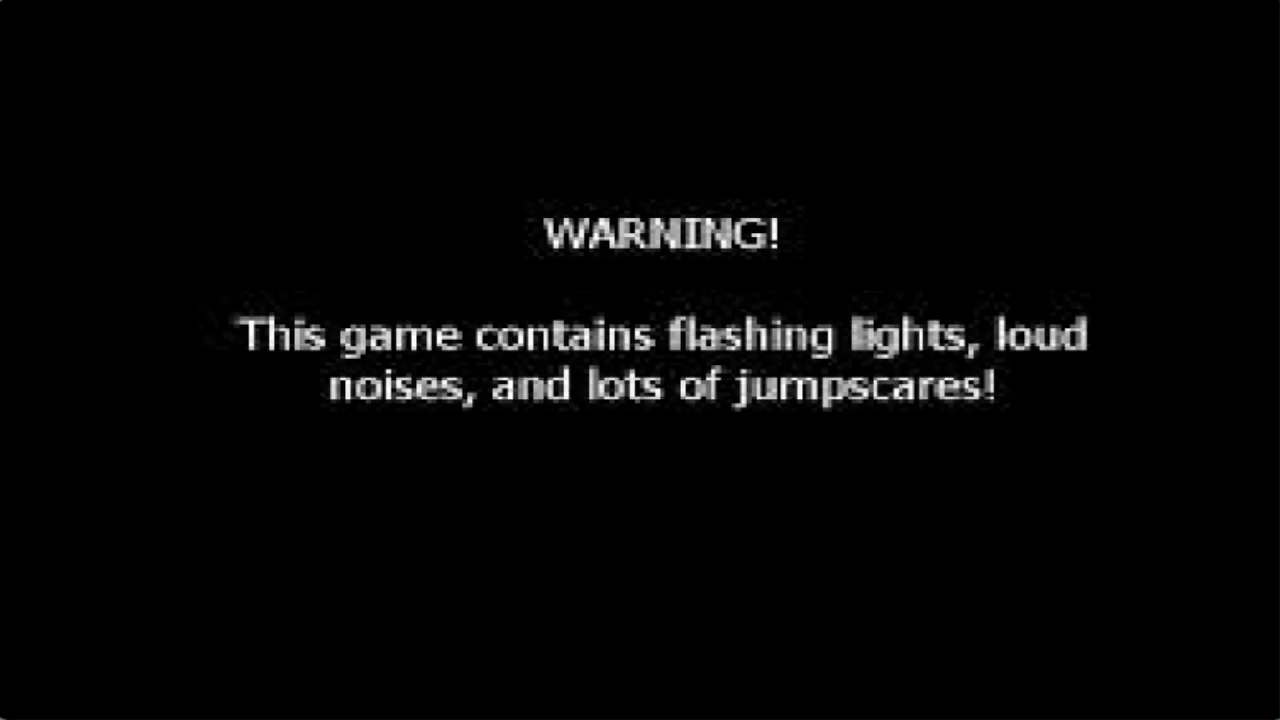 WARNING!
This game contains flashing lights, loud
noises, and lots of jumpscares!